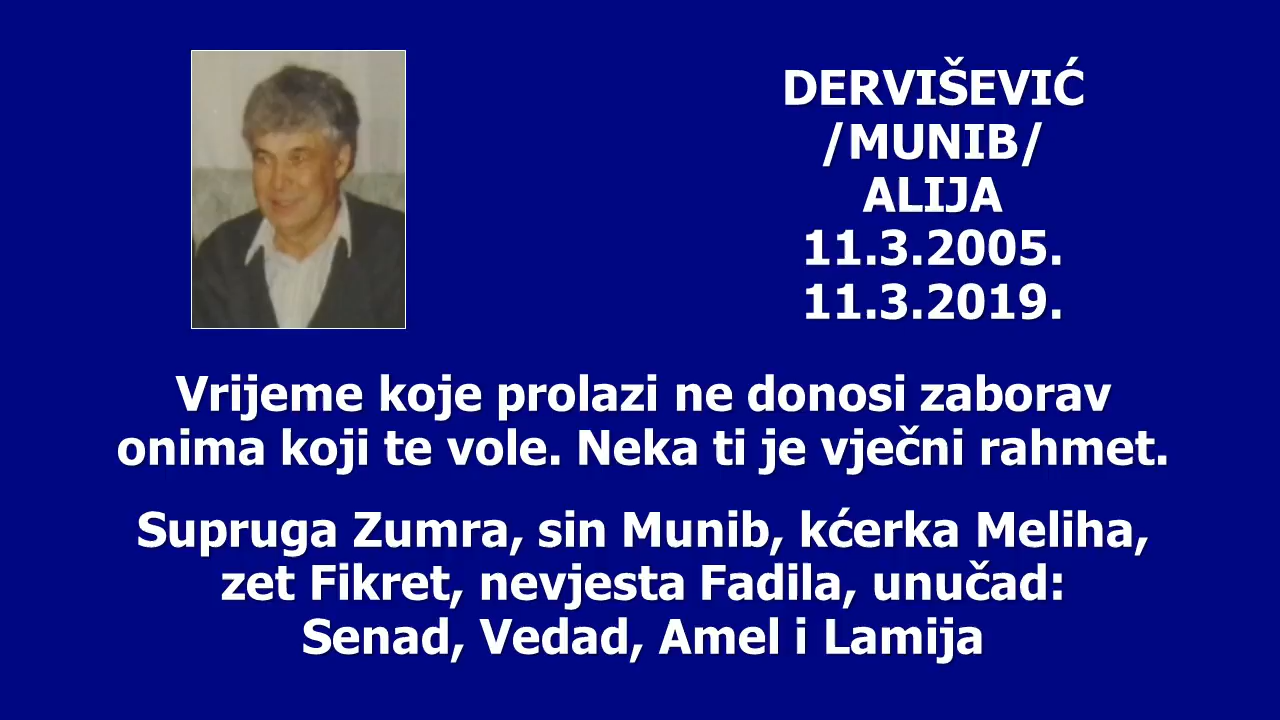 DERVIŠEVIĆ
/MUNIB/
ALIJA
11.3.2005.
11.3.2019.
Vrijeme koje prolazi ne donosi zaborav
onima koji te vole. Neka ti je vječni rahmet.
Supruga Zumra, sin Munib, kćerka Meliha,
zet Fikret, nevjesta Fadila, unučad:
Senad, Vedad, Amel i Lamija